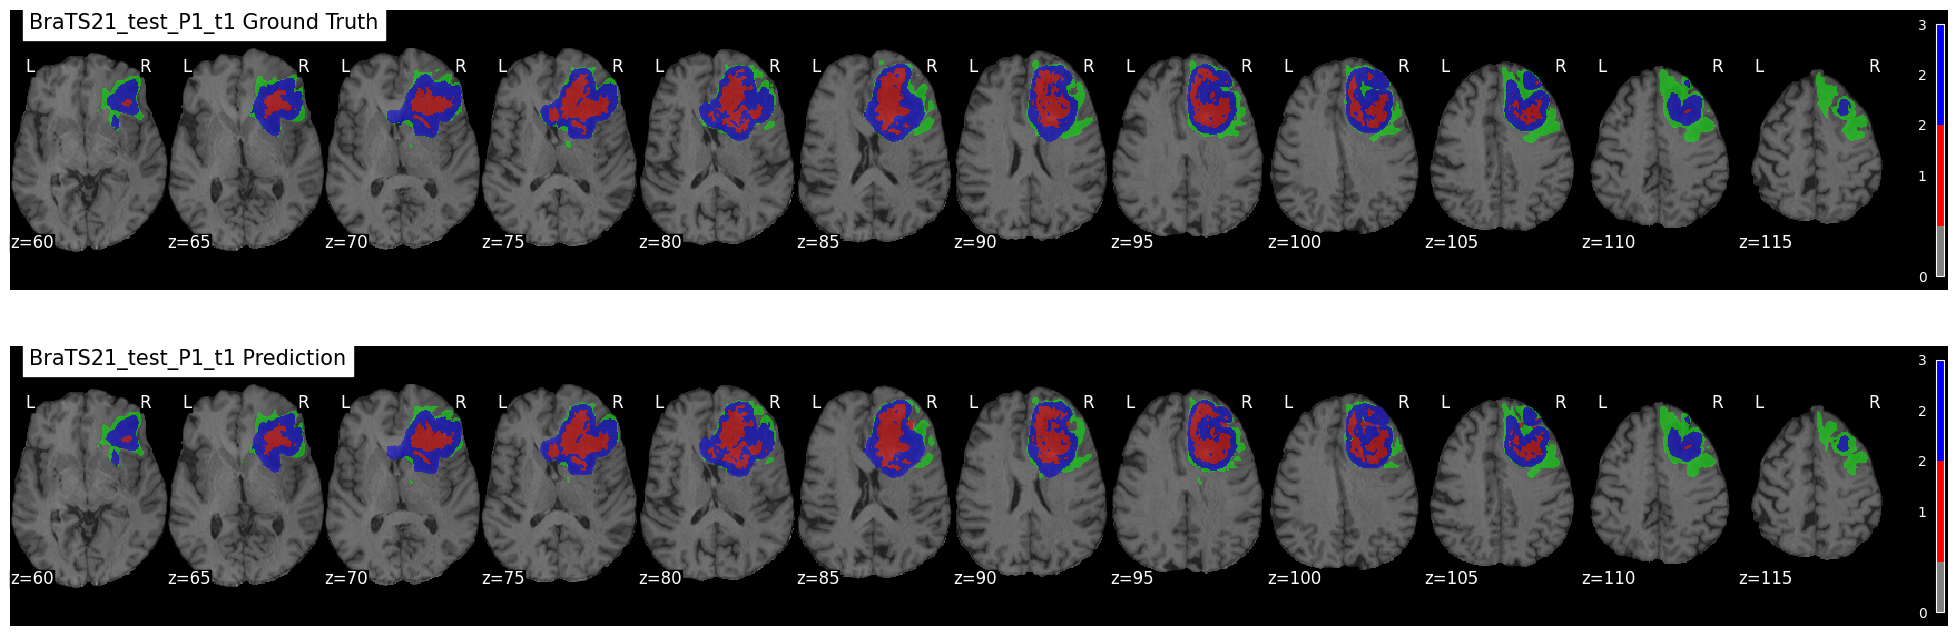 BraTS21_test_P1_t1 Ground Truth
L R L R L R L R L R L R L R L R L R L R L R L R
z=60 z=65 z=70 z=75 z=80 z=85 z=90 z=95 z=100 z=105 z=110 z=115
3
2
2
1
0
BraTS21_test_P1_t1 Prediction
L R L R L R L R L R L R L R L R L R L R L R L R
z=60 z=65 z=70 z=75 z=80 z=85 z=90 z=95 z=100 z=105 z=110 z=115
3
2
2
1
0